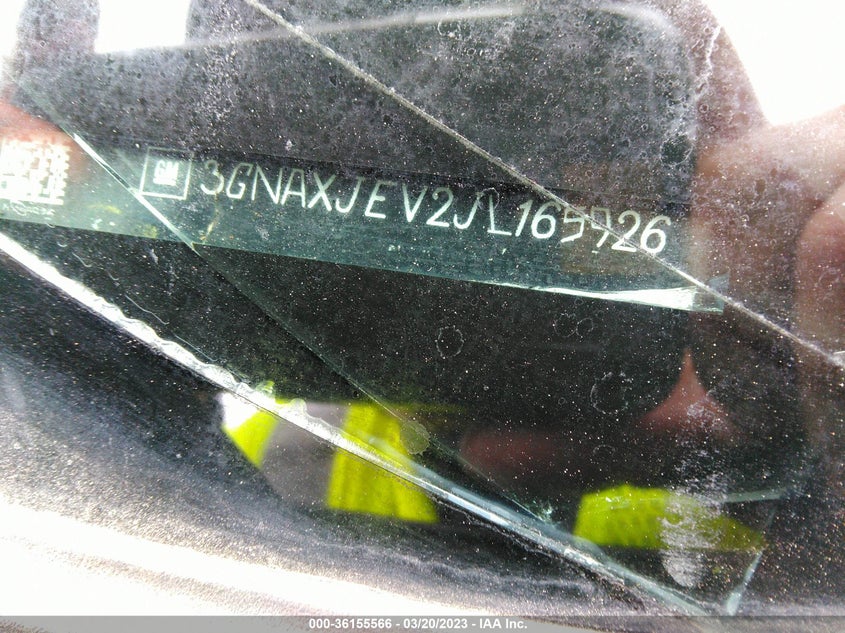 GM 3GNAXJEV2JL165926
000-36155566 - 03/20/2023 - IAA Inc.